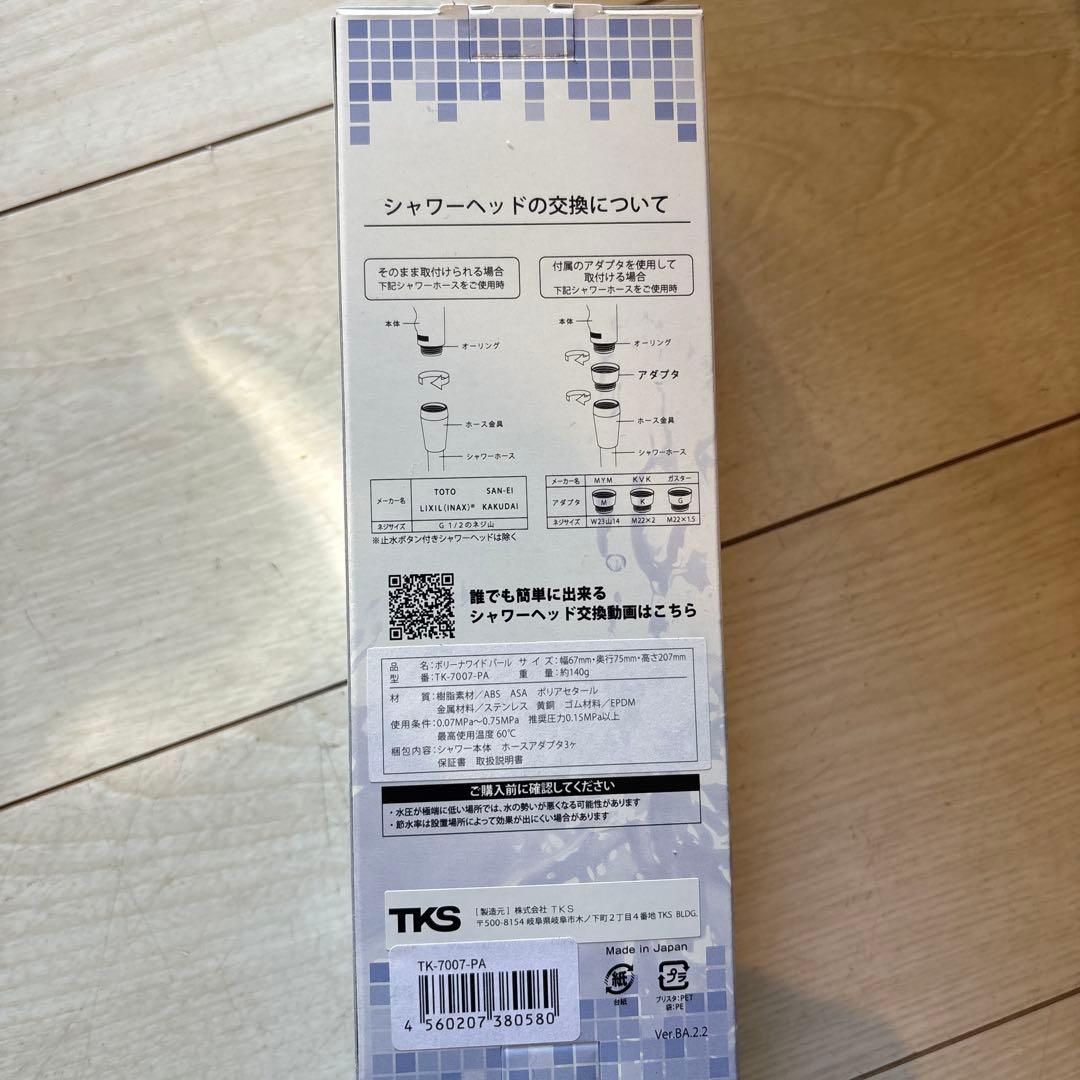 シャワーヘッドの交換について
そのまま取付けられる場合
下記シャワーホースをご使用時
本体
オーリング
ホース金具
シャワーホース
メーカー名
TOTO SAN-EI
LIXIL(INAX)※ KAKUDAI
ネジサイズ G 1/2のネジ山
※止水ボタン付きシャワーヘッドは除く
付属のアダプタを使用して
取付ける場合
下記シャワーホースをご使用時
本体
オーリング
アダプタ
ホース金具
シャワーホース
メーカー名 MYM KVK ガスター
アダプタ M K G
ネジサイズ W23山14 M22×2 M22×1.5
誰でも簡単に出来る
シャワーヘッド交換動画はこちら
品 名:ボリーナワイドパール サイズ:幅67mm・奥行75mm・高さ207mm
型 番:TK-7007-PA 重 量:約140g
材 質:樹脂素材/ABS ASA ポリアセタール
金属材料/ステンレス 黄銅 ゴム材料/EPDM
使用条件:0.07MPa~0.75MPa 推奨圧力0.15MPa以上
最高使用温度 60℃
梱包内容:シャワー本体 ホースアダプタ3ヶ
保証書 取扱説明書
ご購入前に確認してください
・水圧が極端に低い場所では、水の勢いが悪くなる可能性があります
・節水率は設置場所によって効果が出にくい場合があります
TKS
[製造元] 株式会社 TKS
〒500-8154 岐阜県岐阜市木ノ下町2丁目4番地 TKS BLDG.
TK-7007-PA
4 560207 380580
Made in Japan
紙
台紙
プラ
ブリスタ:PET
袋:PE
Ver.BA.2.2